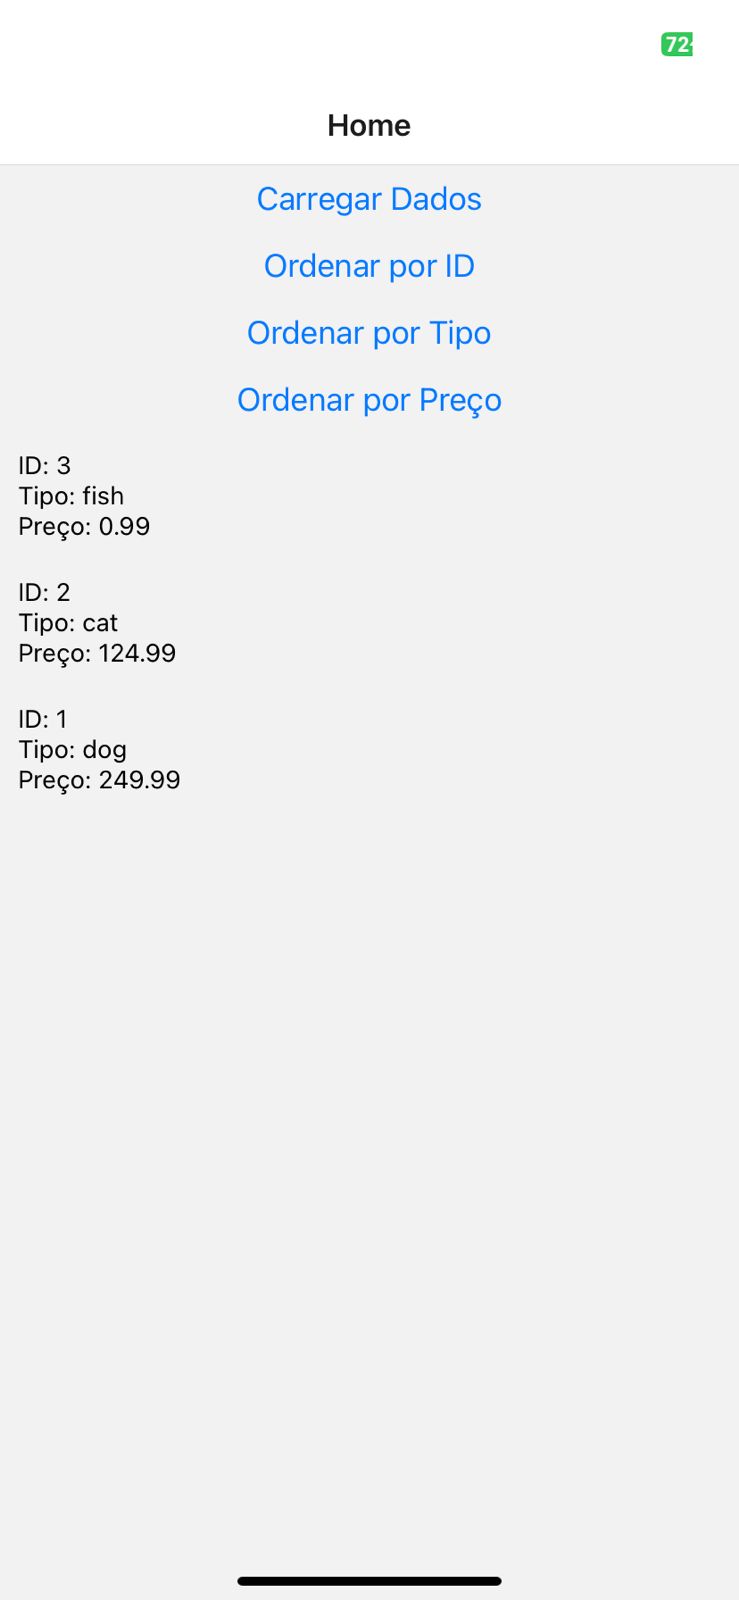 72
Home
Carregar Dados
Ordenar por ID
Ordenar por Tipo
Ordenar por Preço
ID: 3
Tipo: fish
Preço: 0.99
ID: 2
Tipo: cat
Preço: 124.99
ID: 1
Tipo: dog
Preço: 249.99